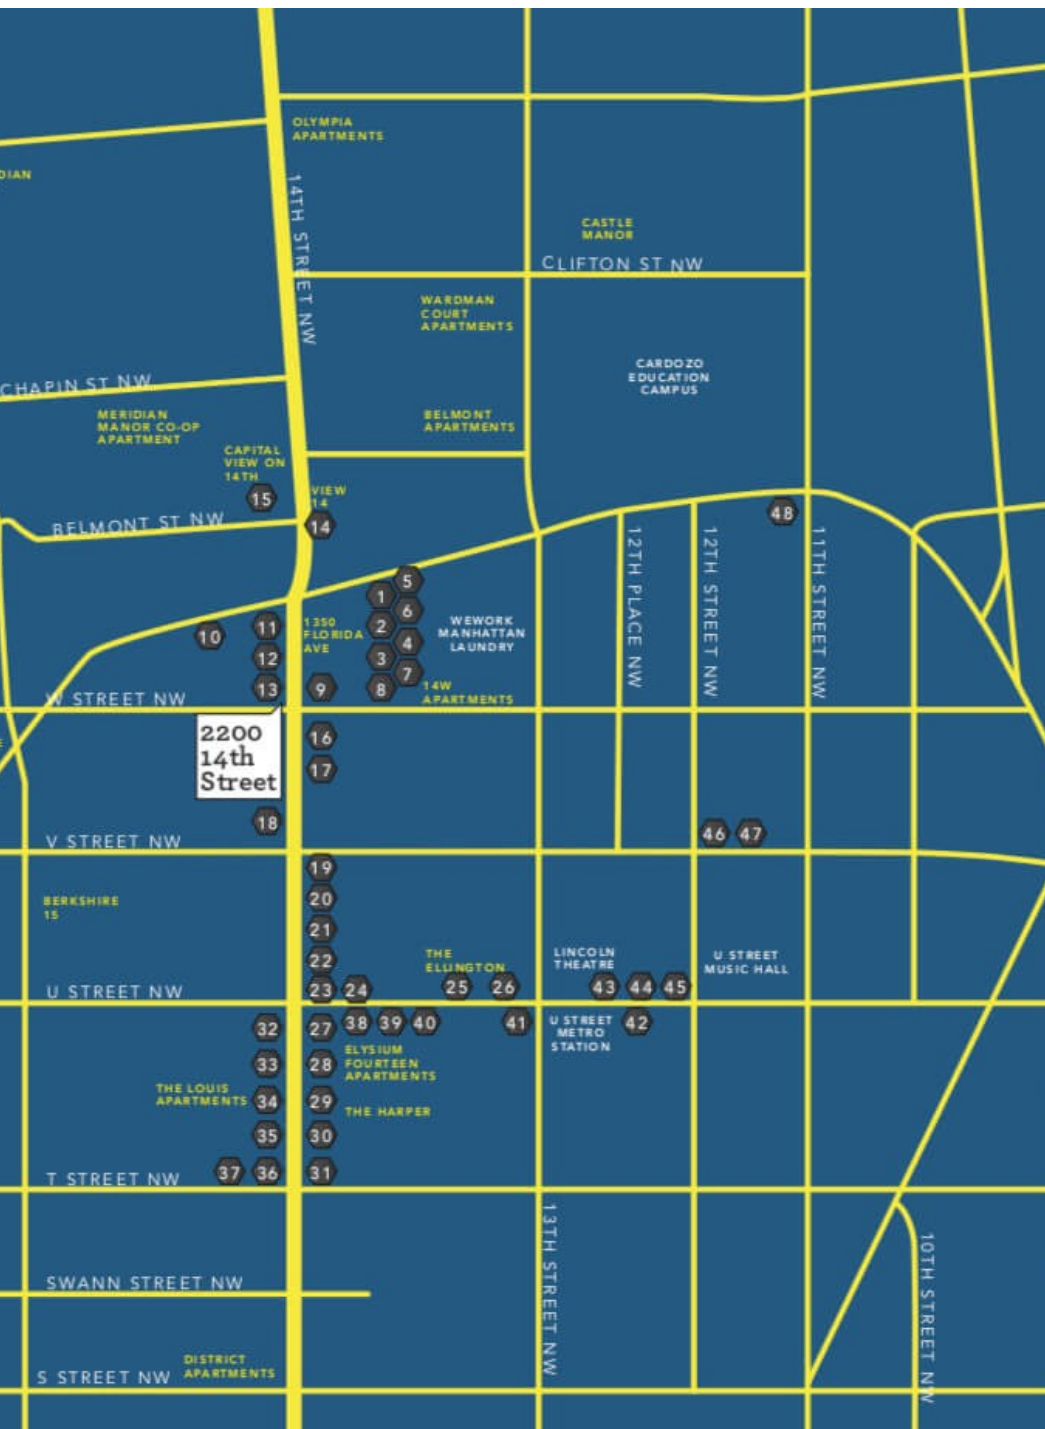 OLYMPIA
APARTMENTS
DIAN
14TH STREET NW
CASTLE
MANOR
CLIFTON ST NW
WARDMAN
COURT
APARTMENTS
CARDOZO
EDUCATION
CAMPUS
CHAPIN ST NW
MERIDIAN
MANOR CO-OP
APARTMENT
BELMONT
APARTMENTS
CAPITAL
VIEW ON
14TH
15
VIEW
14
14
BELMONT ST NW
48
12TH PLACE NW
12TH STREET NW
11TH STREET NW
5
1
6
2
4
3
7
8
10
11
12
13
1350
FLORIDA
AVE
9
WEWORK
MANHATTAN
LAUNDRY
14W
APARTMENTS
W STREET NW
2200
14th
Street
E
16
17
18
46 47
V STREET NW
19
20
21
22
23 24
BERKSHIRE
15
THE
ELLINGTON
25 26
LINCOLN
THEATRE
43 44 45
U STREET
MUSIC HALL
U STREET NW
32 27 38 39 40 41
U STREET
METRO
STATION
42
33 28
ELYSIUM
FOURTEEN
APARTMENTS
THE LOUIS
APARTMENTS
34 29
THE HARPER
35 30
37 36 31
T STREET NW
13TH STREET NW
10TH STREET NW
SWANN STREET NW
DISTRICT
APARTMENTS
S STREET NW